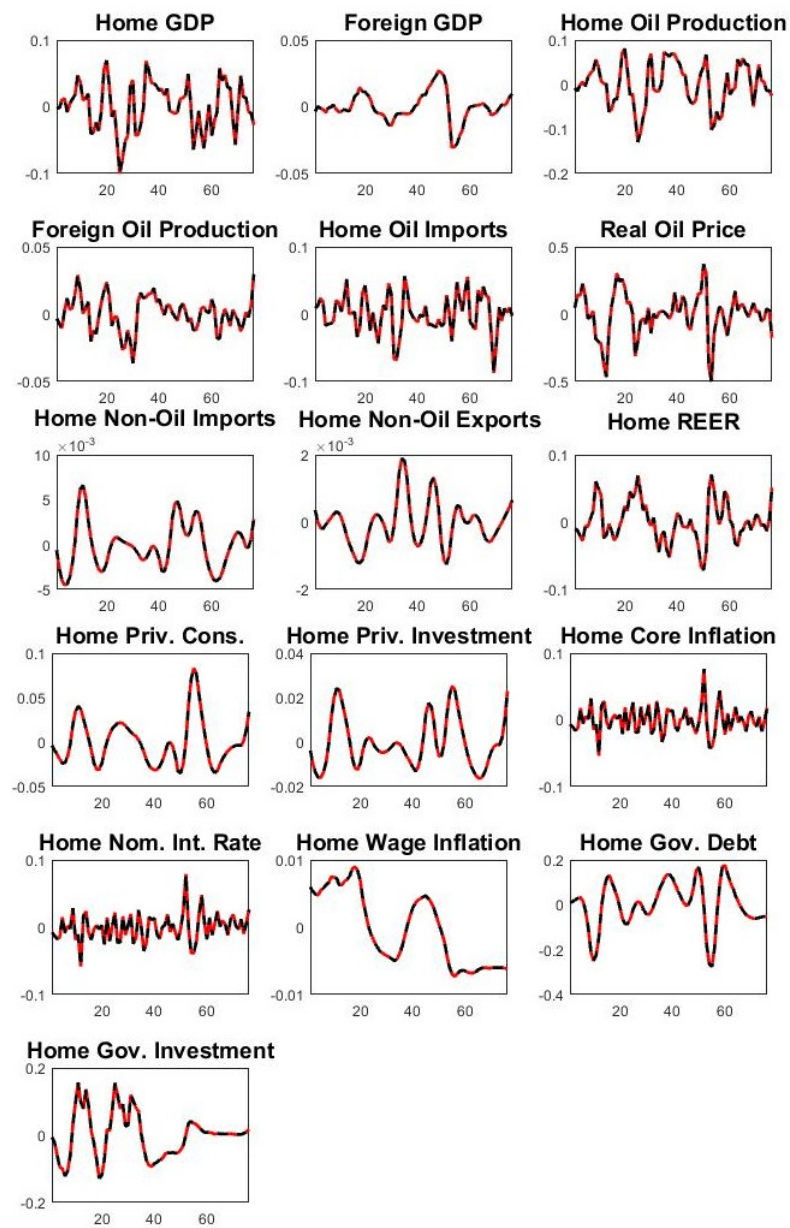 Home GDP
0.1
0
-0.1
20 40 60
Foreign GDP
0.05
0
-0.05
20 40 60
Home Oil Production
0.1
0
-0.1
-0.2
20 40 60
Foreign Oil Production
0.05
0
-0.05
20 40 60
Home Oil Imports
0.1
0
-0.1
20 40 60
Real Oil Price
0.5
0
-0.5
20 40 60
Home Non-Oil Imports
×10-3
10
5
0
-5
20 40 60
Home Non-Oil Exports
×10-3
2
0
-2
20 40 60
Home REER
0.1
0
-0.1
20 40 60
Home Priv. Cons.
0.1
0.05
0
-0.05
20 40 60
Home Priv. Investment
0.04
0.02
0
-0.02
20 40 60
Home Core Inflation
0.1
0
-0.1
20 40 60
Home Nom. Int. Rate
0.1
0
-0.1
20 40 60
Home Wage Inflation
0.01
0
-0.01
20 40 60
Home Gov. Debt
0.2
0
-0.2
-0.4
20 40 60
Home Gov. Investment
0.2
0
-0.2
20 40 60